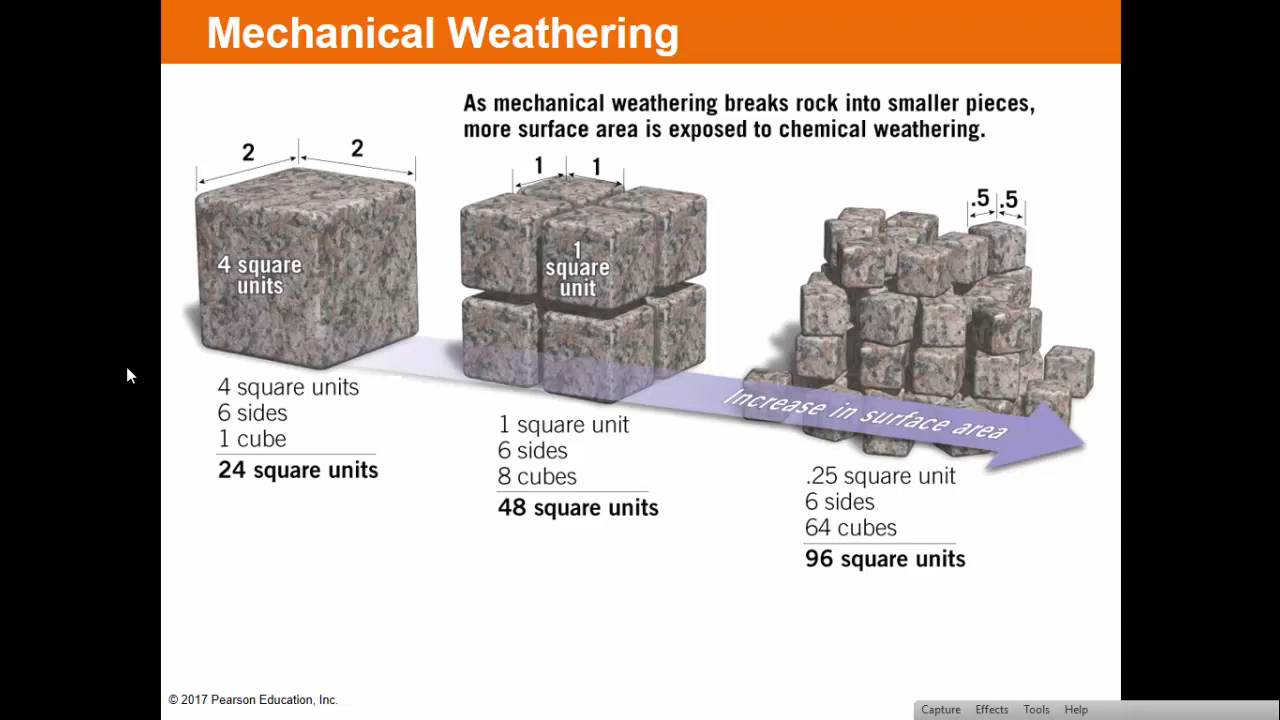 Mechanical Weathering
As mechanical weathering breaks rock into smaller pieces,
more surface area is exposed to chemical weathering.
2
2
4 square
units
4 square units
6 sides
1 cube
24 square units
1
1
1
square
unit
1 square unit
6 sides
8 cubes
48 square units
.5
.5
Increase in surface area
.25 square unit
6 sides
64 cubes
96 square units
© 2017 Pearson Education, Inc.
Capture Effects Tools Help